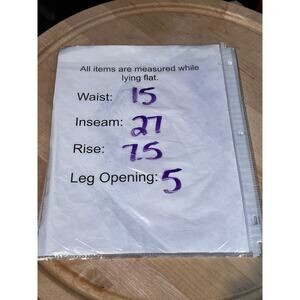 All items are measured while
lying flat.
Waist: 15
Inseam: 27
Rise: 7.5
Leg Opening: 5